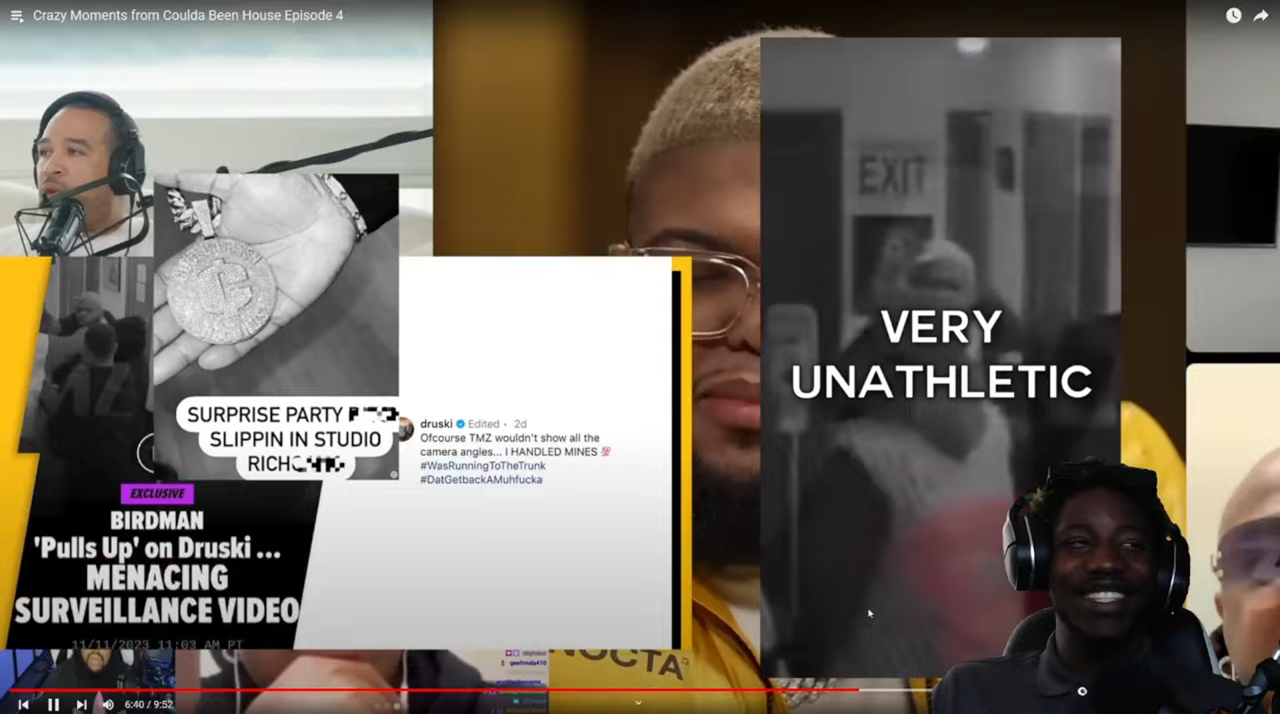 Crazy Moments from Coulda Been House Episode 4
EXIT
VERY
UNATHLETIC
SURPRISE PARTY
SLIPPIN IN STUDIO
RICH
druski Edited • 2d
Ofcourse TMZ wouldn't show all the
camera angles... I HANDLED MINES 💯
#WasRunningToTheTrunk
#DatGetbackAMuhfucka
EXCLUSIVE
BIRDMAN
'Pulls Up' on Druski ...
MENACING
SURVEILLANCE VIDEO
11/11/2023 11:03 AM PT
NOCTA
6:40 / 9:52